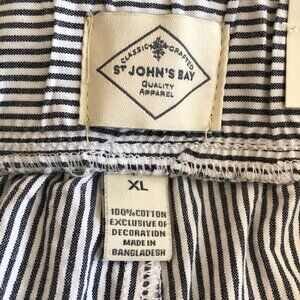 CLASSIC CRAFTED
ST JOHN'S BAY
QUALITY
APPAREL
XL
100%COTTON
EXCLUSIVE OF
DECORATION
MADE IN
BANGLADESH